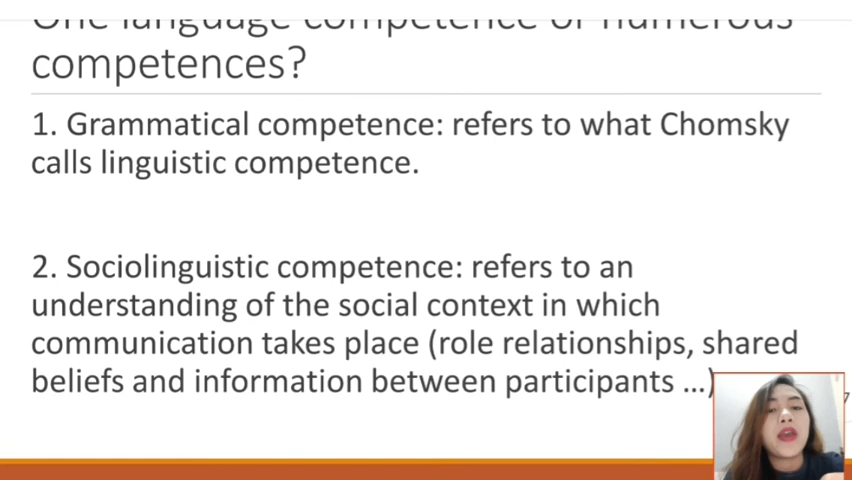 One language competence or numerous
competences?
1. Grammatical competence: refers to what Chomsky
calls linguistic competence.
2. Sociolinguistic competence: refers to an
understanding of the social context in which
communication takes place (role relationships, shared
beliefs and information between participants ...)
7